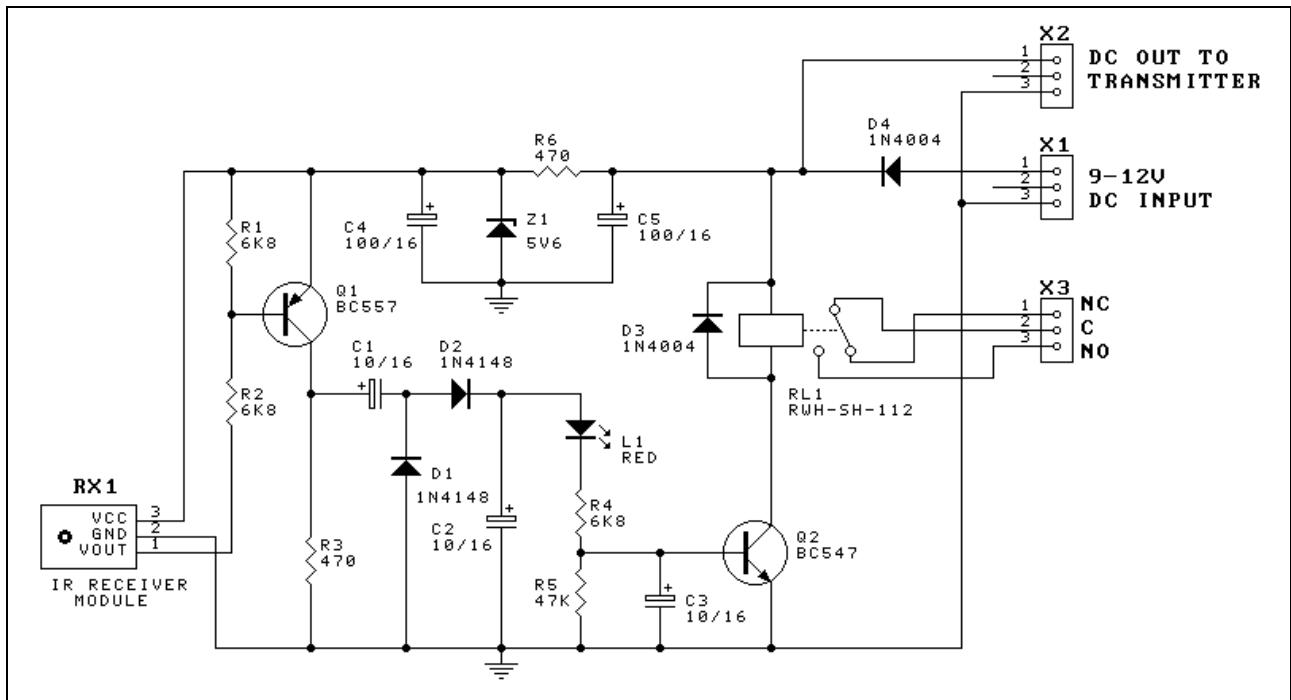 X2
1
2
3
DC OUT TO
TRANSMITTER
D4
1N4004
X1
1
2
3
9-12V
DC INPUT
R6
470
R1
6K8
C4
100/16
+
Z1
5V6
+
C5
100/16
Q1
BC557
X3
1
2
3
NC
C
NO
D3
1N4004
C1
10/16
+
D2
1N4148
R2
6K8
RL1
RWH-SH-112
L1
RED
D1
1N4148
RX1
VCC
GND
VOUT
3
2
1
IR RECEIVER
MODULE
R3
470
C2
10/16
+
R4
6K8
Q2
BC547
R5
47K
+
C3
10/16